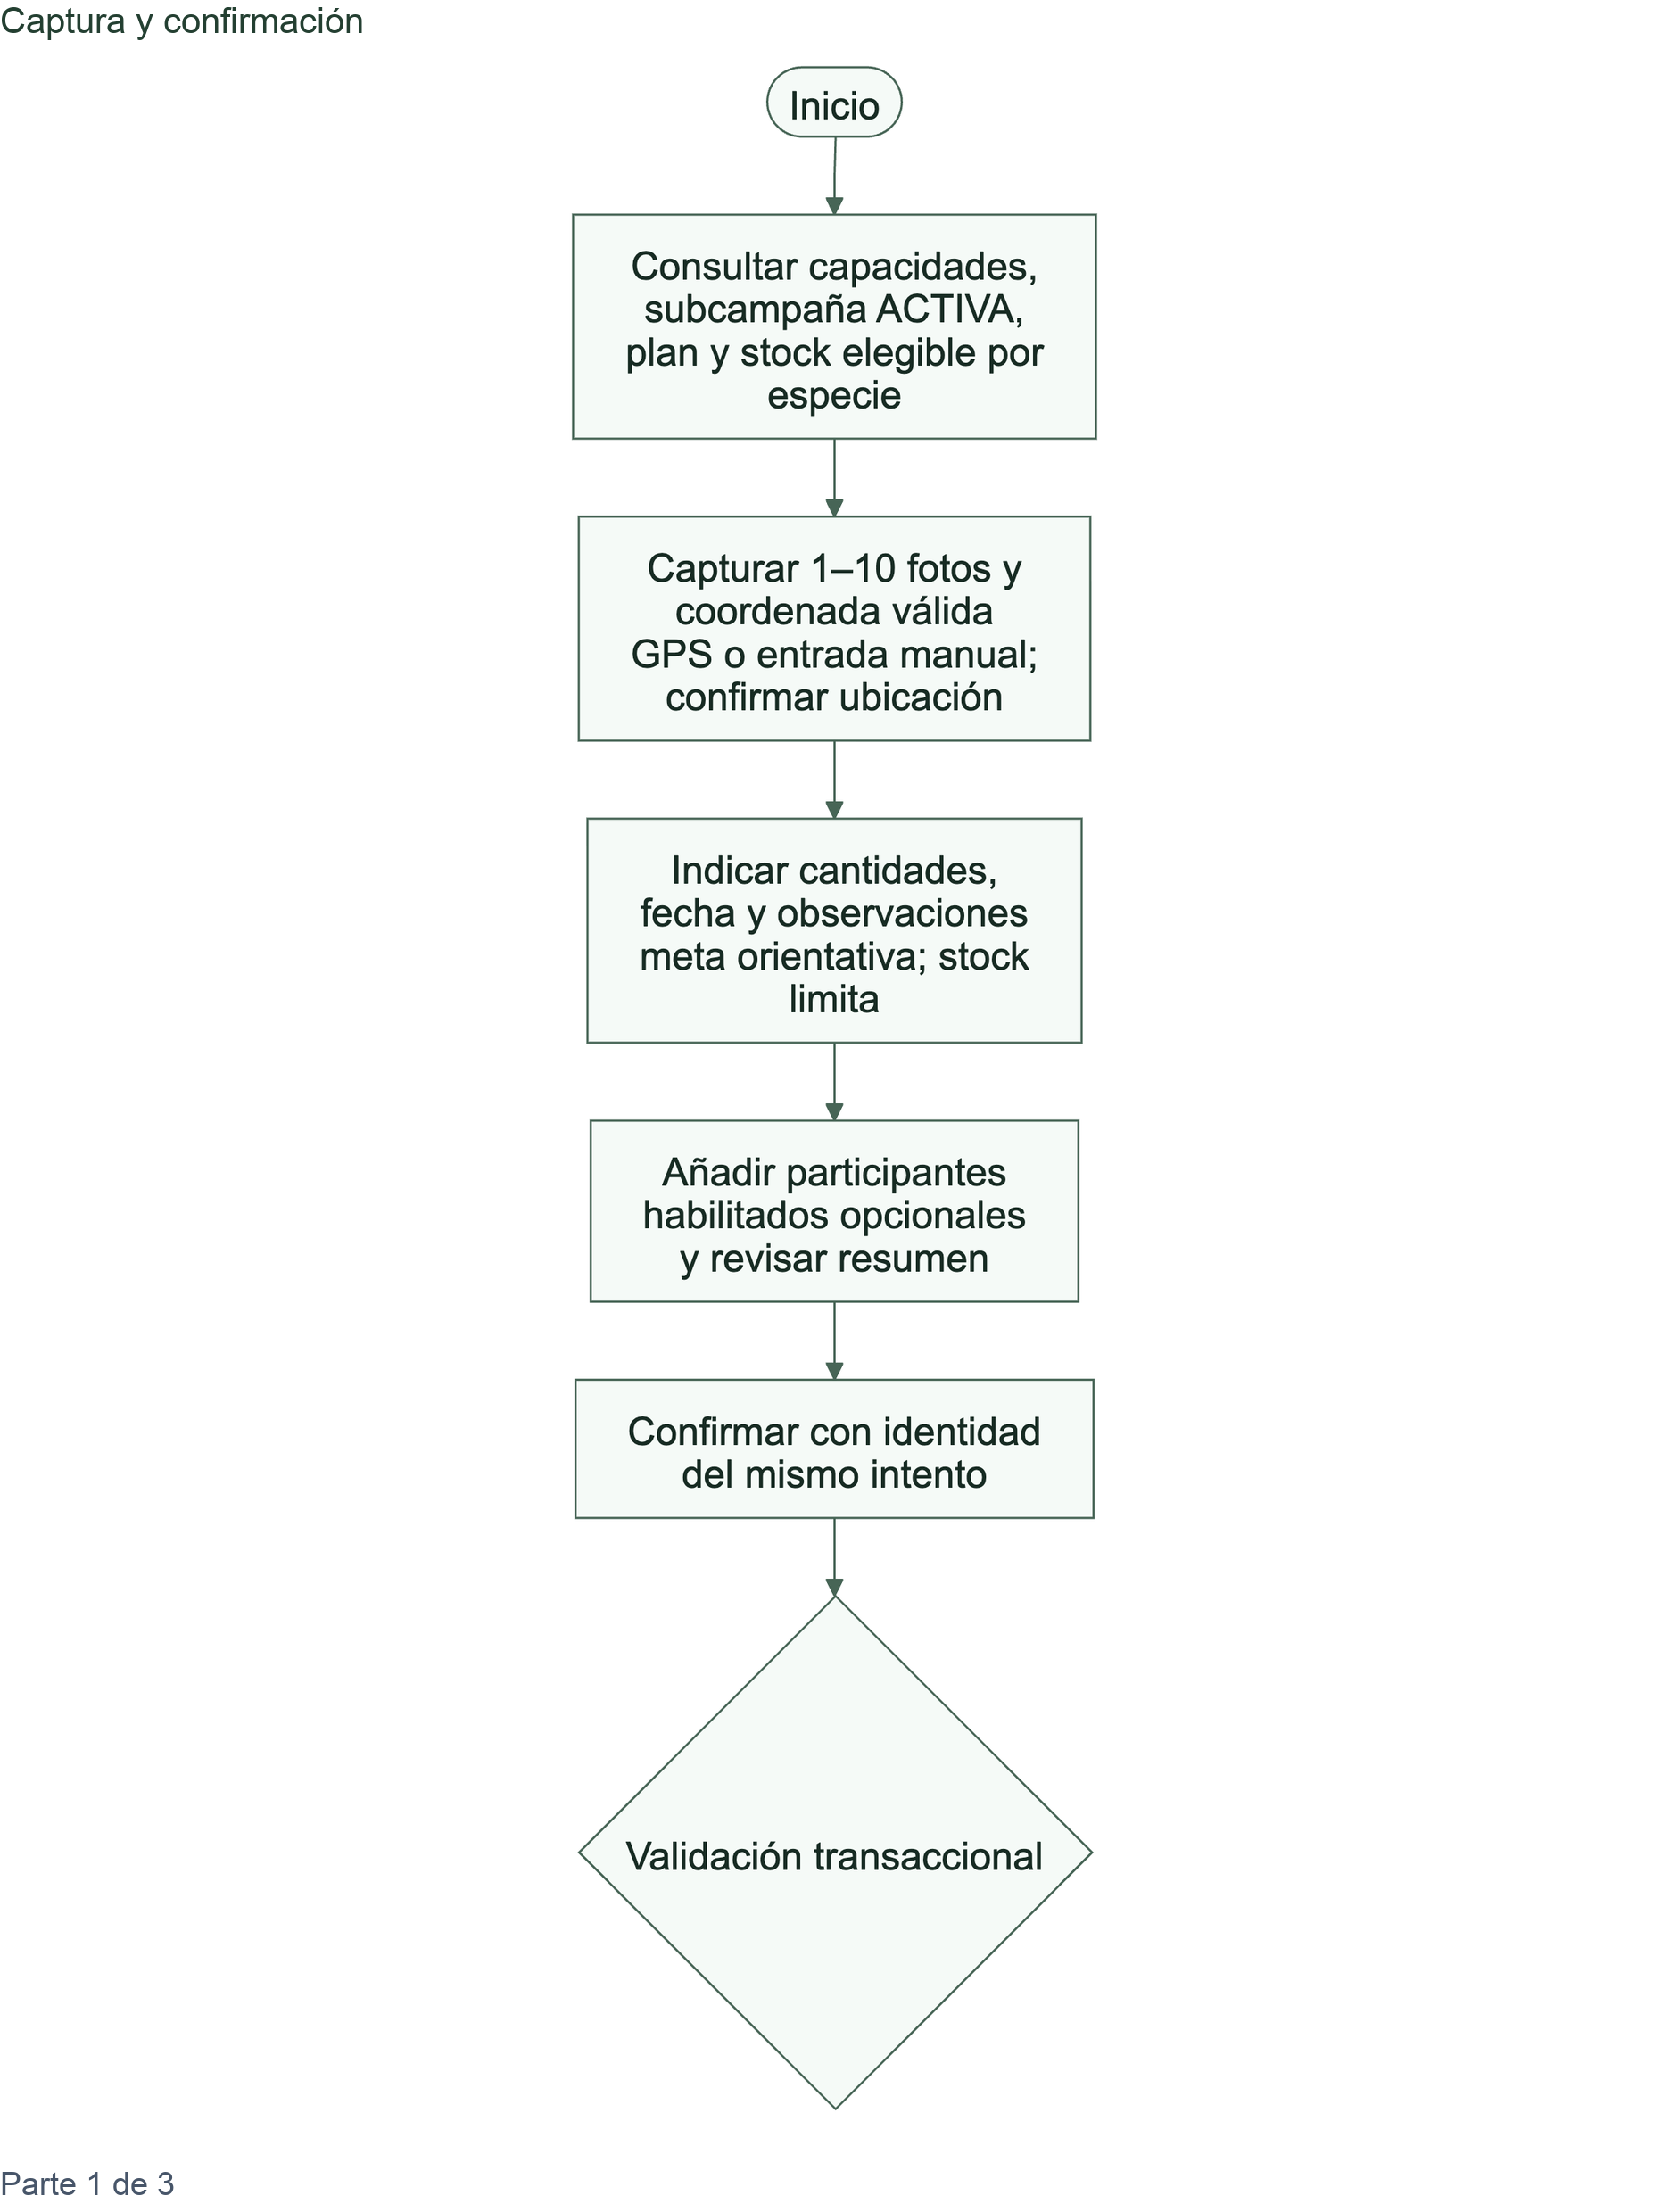 Captura y confirmación
Inicio
Consultar capacidades,
subcampaña ACTIVA,
plan y stock elegible por
especie
Capturar 1–10 fotos y
coordenada válida
GPS o entrada manual;
confirmar ubicación
Indicar cantidades,
fecha y observaciones
meta orientativa; stock
limita
Añadir participantes
habilitados opcionales
y revisar resumen
Confirmar con identidad
del mismo intento
Validación transaccional
Parte 1 de 3